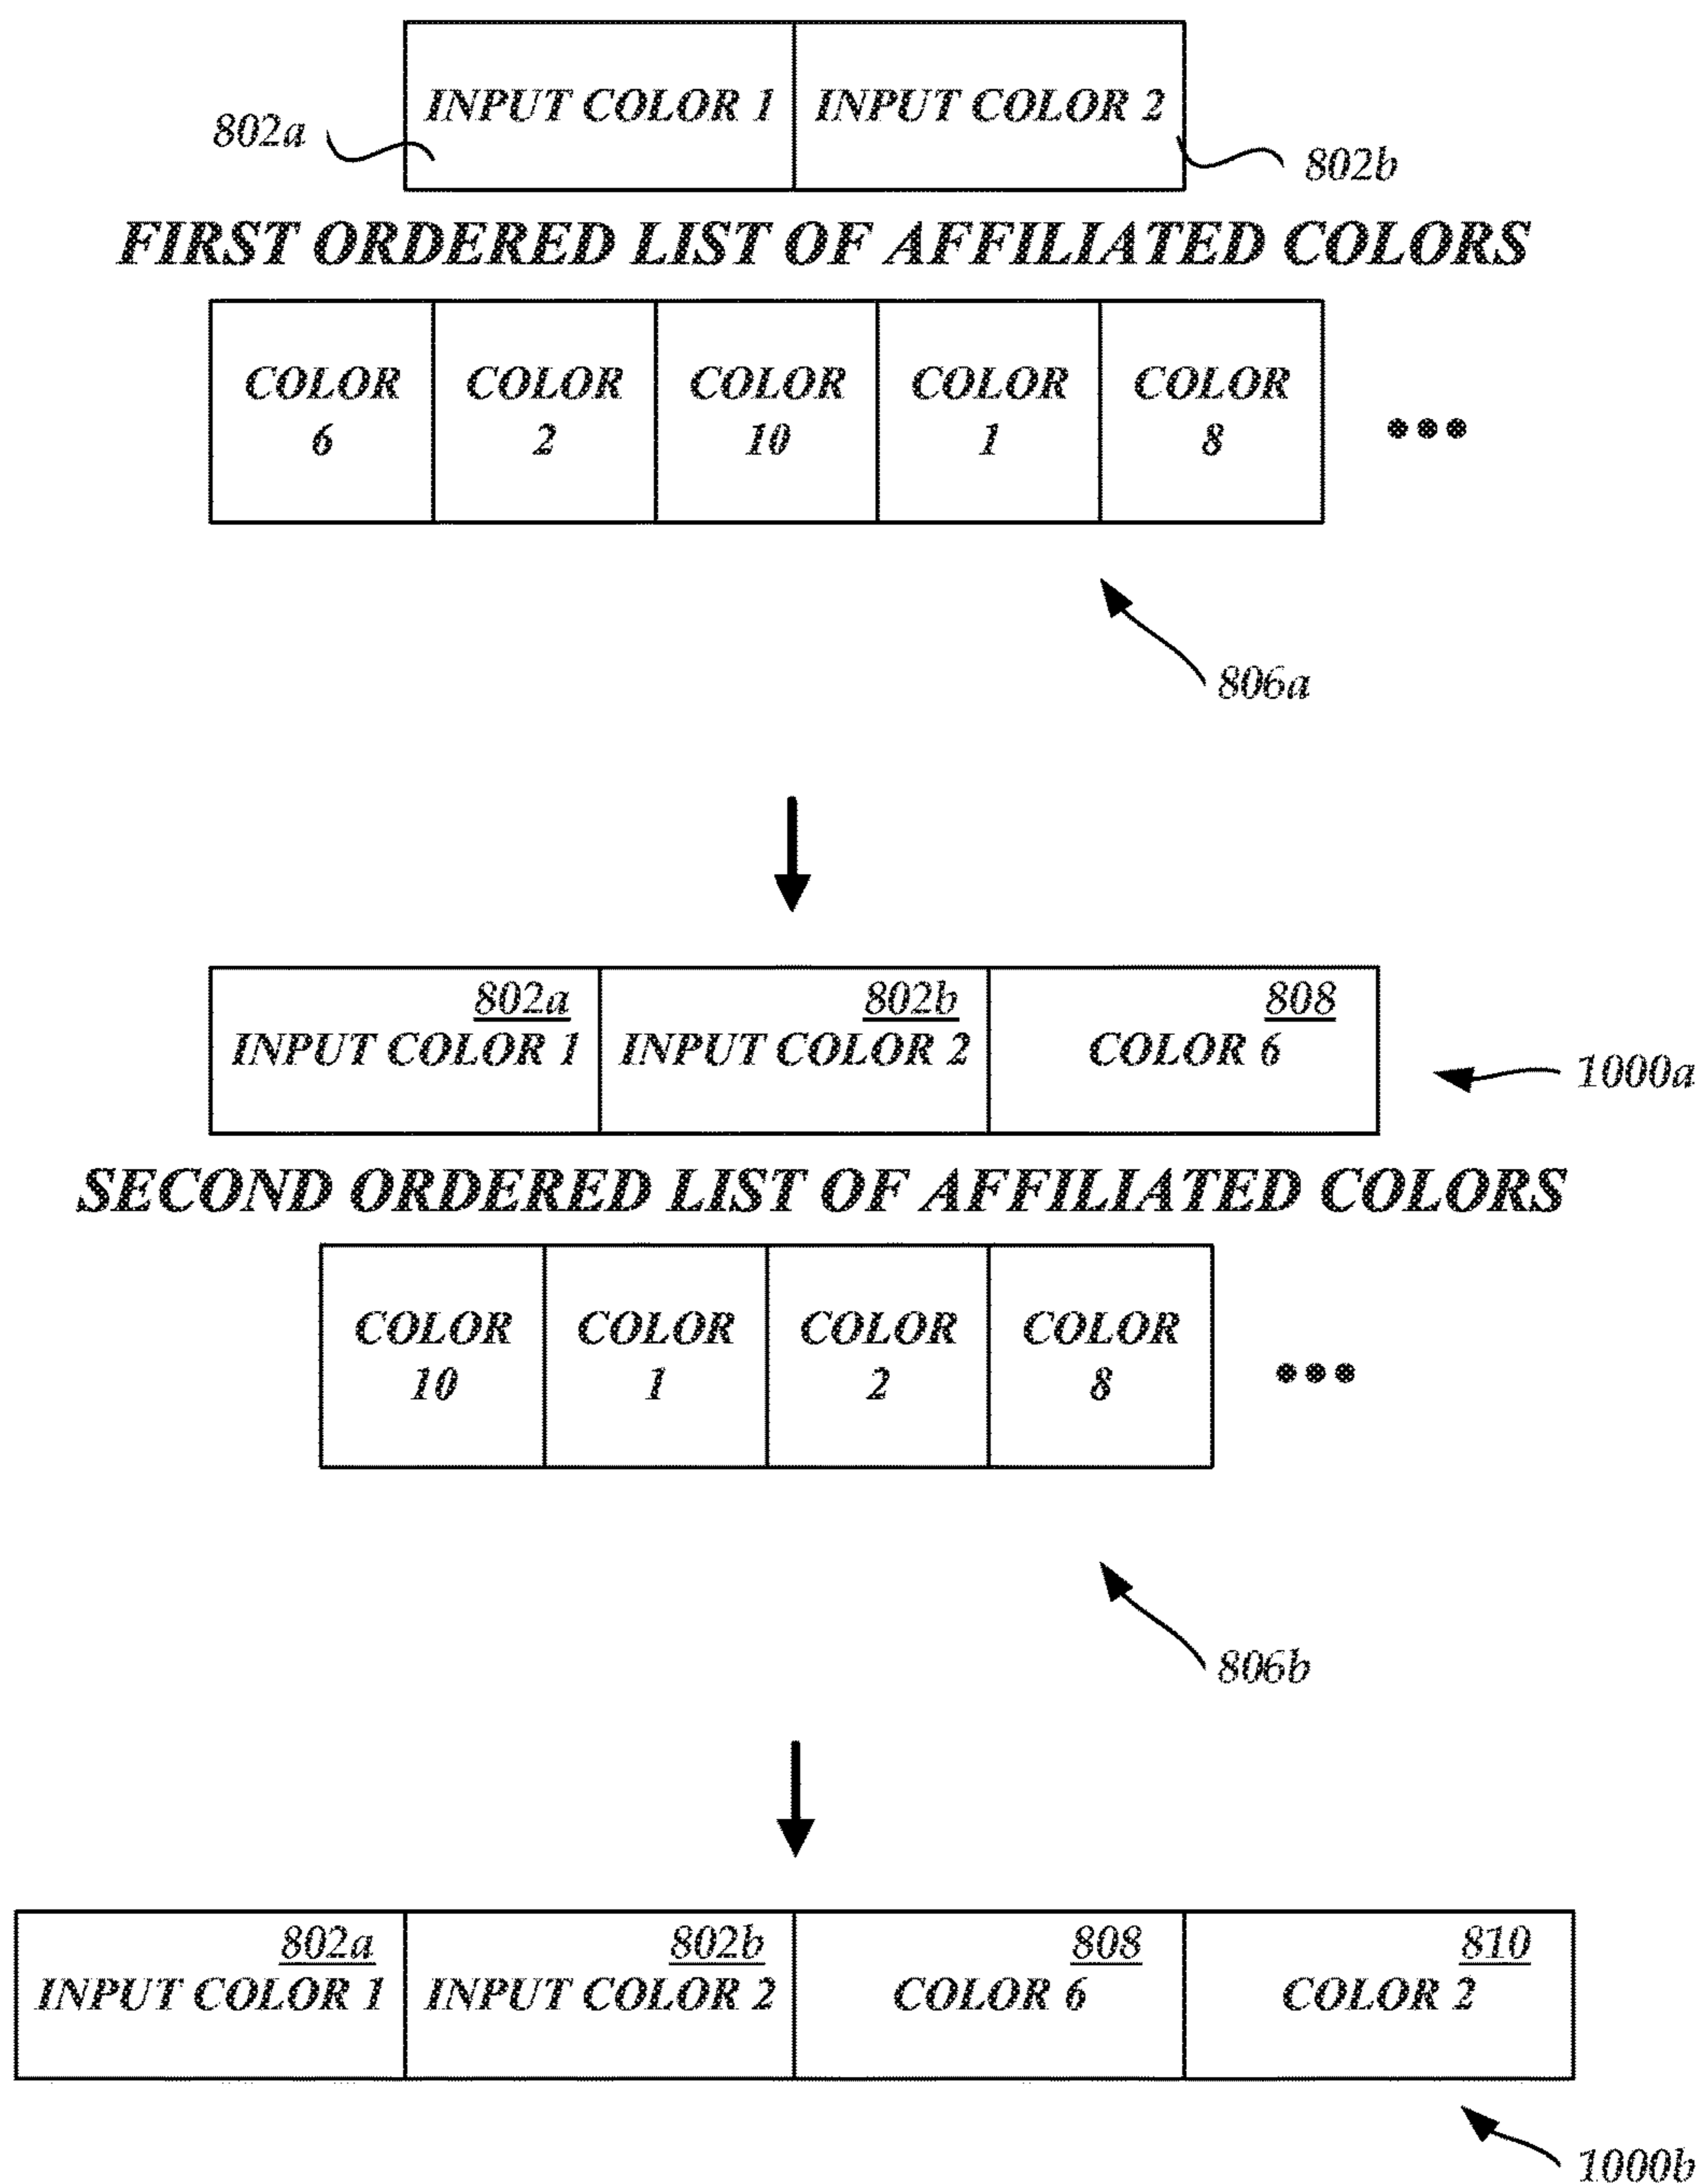 INPUT COLOR 1 INPUT COLOR 2
802a
802b
FIRST ORDERED LIST OF AFFILIATED COLORS
COLOR 6
COLOR 2
COLOR 10
COLOR 1
COLOR 8
•••
806a
802a
INPUT COLOR 1
802b
INPUT COLOR 2
808
COLOR 6
1000a
SECOND ORDERED LIST OF AFFILIATED COLORS
COLOR 10
COLOR 1
COLOR 2
COLOR 8
•••
806b
802a
INPUT COLOR 1
802b
INPUT COLOR 2
808
COLOR 6
810
COLOR 2
1000b